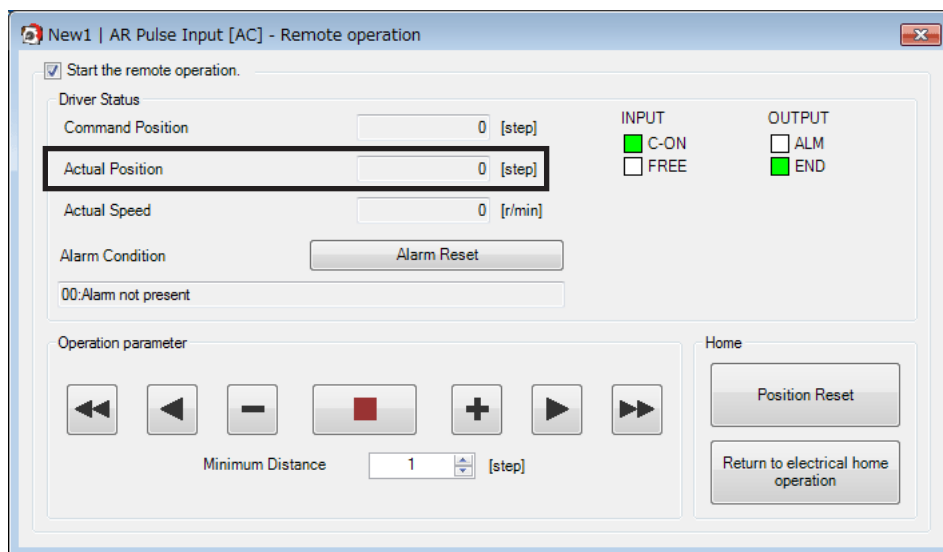 New1 | AR Pulse Input [AC] - Remote operation
Start the remote operation.
Driver Status
Command Position 0 [step]
Actual Position 0 [step]
Actual Speed 0 [r/min]
INPUT
C-ON
FREE
OUTPUT
ALM
END
Alarm Condition Alarm Reset
00:Alarm not present
Operation parameter
Minimum Distance 1 [step]
Home
Position Reset
Return to electrical home
operation